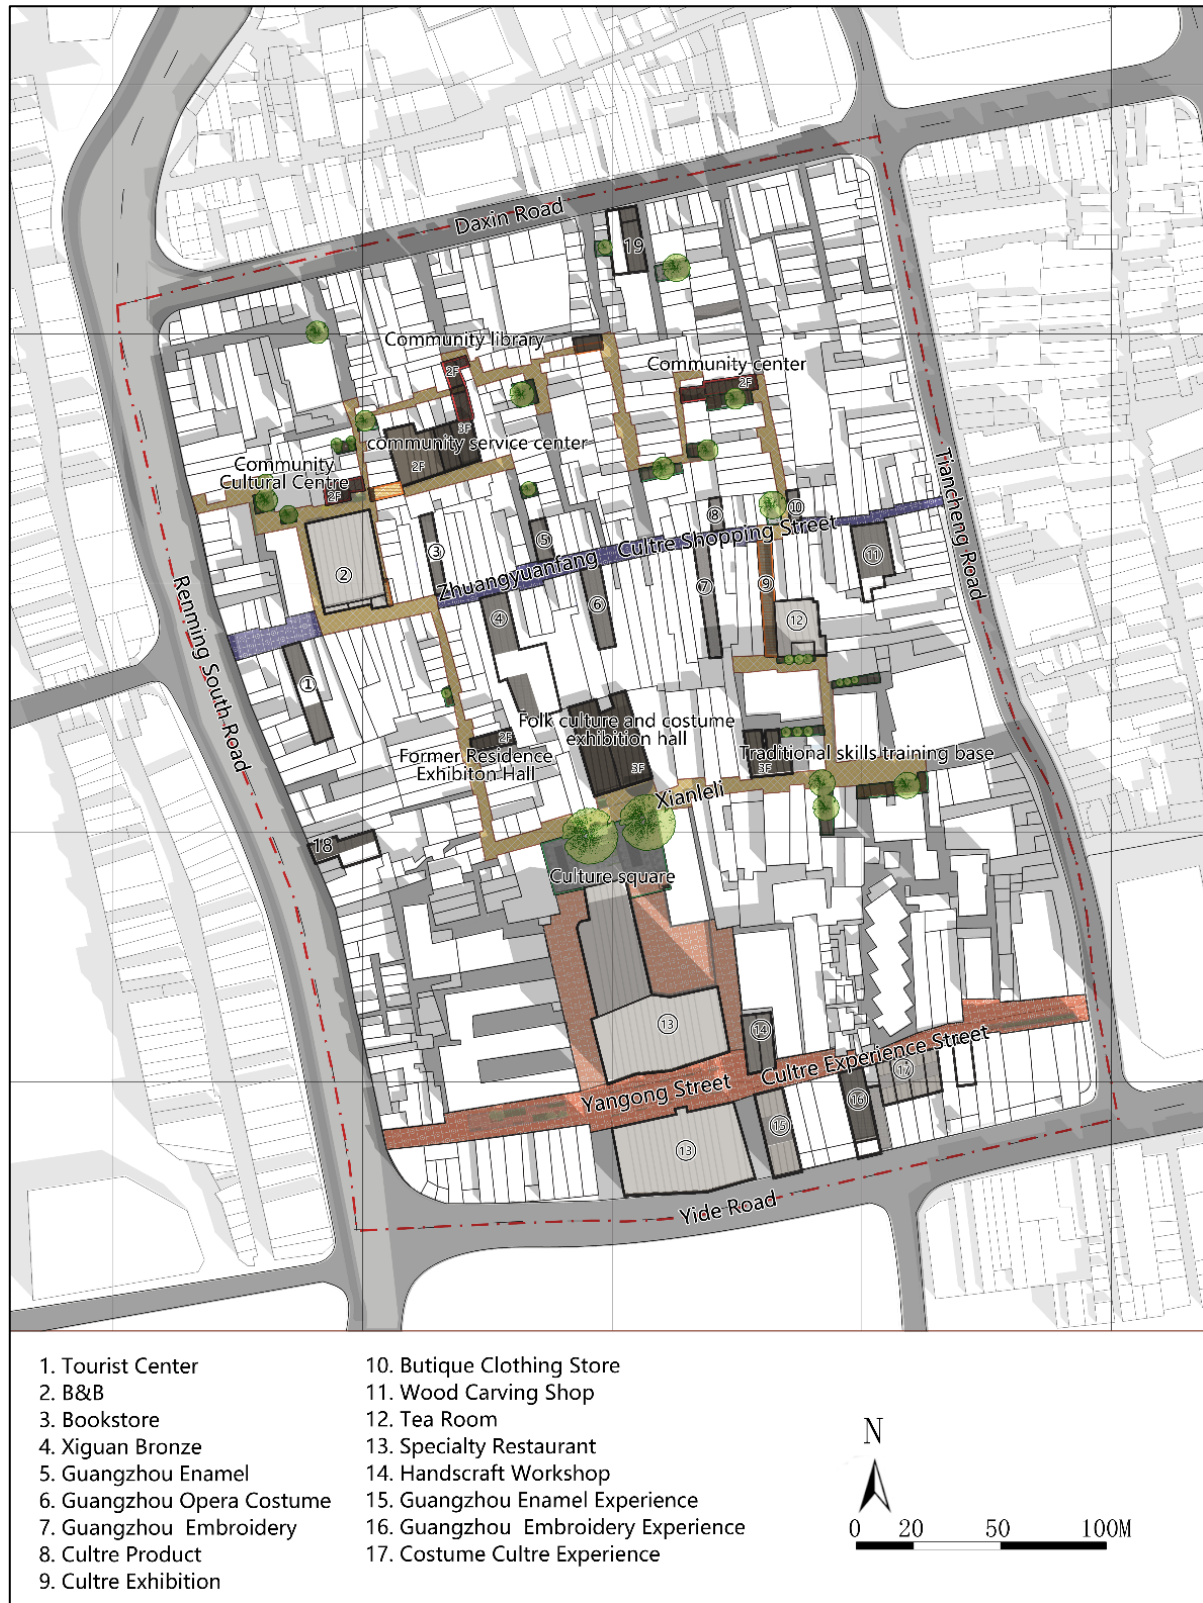 Daxin Road
19
Community library
2F
Community center
2F
3F
community service center
2F
Community
Cultural Centre
2F
⑧
⑩
Tiancheng Road
③
⑤
Zhuangyuanfang Cultre Shopping Street
⑪
②
④
⑥
⑦
⑨
⑫
Renming South Road
①
2F
Folk culture and costume
exhibition hall
3F
Former Residence
Exhibiton Hall
Traditional skills training base
3F
Xianleli
18
Culture square
⑬
⑭
Yangong Street Cultre Experience Street
⑰
⑯
⑮
⑬
Yide Road
1. Tourist Center
2. B&B
3. Bookstore
4. Xiguan Bronze
5. Guangzhou Enamel
6. Guangzhou Opera Costume
7. Guangzhou Embroidery
8. Cultre Product
9. Cultre Exhibition
10. Butique Clothing Store
11. Wood Carving Shop
12. Tea Room
13. Specialty Restaurant
14. Handscraft Workshop
15. Guangzhou Enamel Experience
16. Guangzhou Embroidery Experience
17. Costume Cultre Experience
N
0 20 50 100M